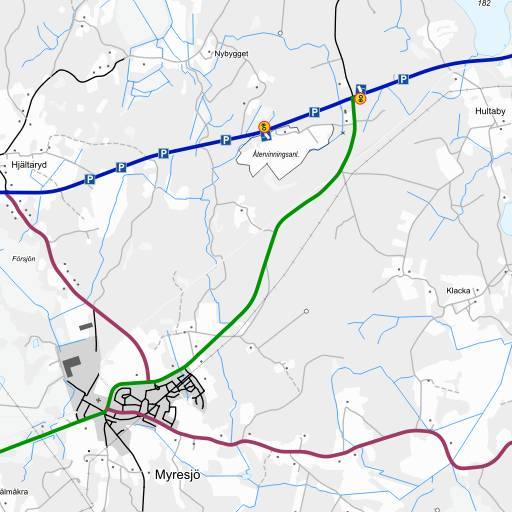 182
Nybygget
P
P
Hultaby
P
P
P
P
Återvinningsanl.
Hjältaryd
Försjön
Klacka
Myresjö
älmåkra